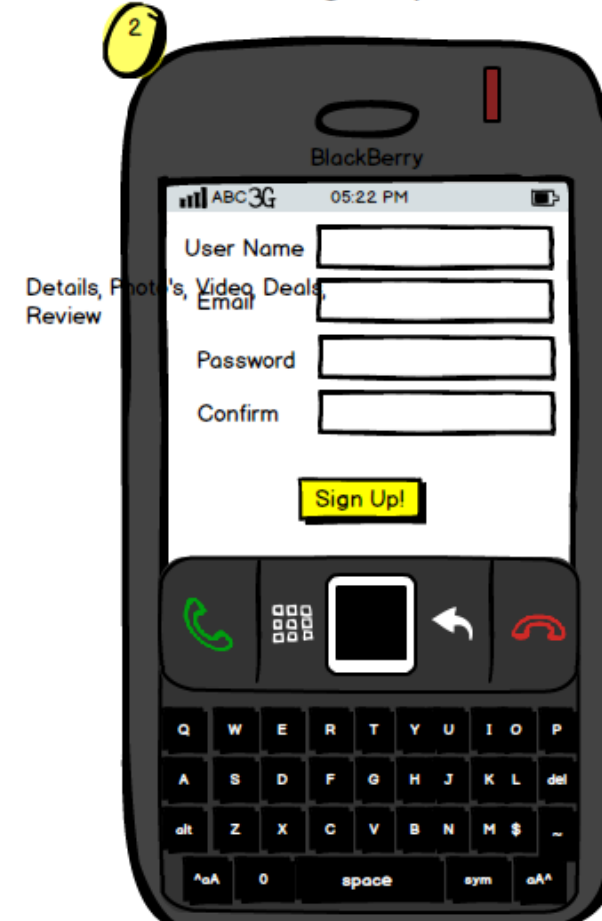 2
BlackBerry
ABC 3G 05:22 PM
User Name
Details, Photo's, Video Deals,
Review
Email
Password
Confirm
Sign Up!
Q W E R T Y U I O P
A S D F G H J K L del
alt Z X C V B N M $ ~
^aA 0 space sym aA^